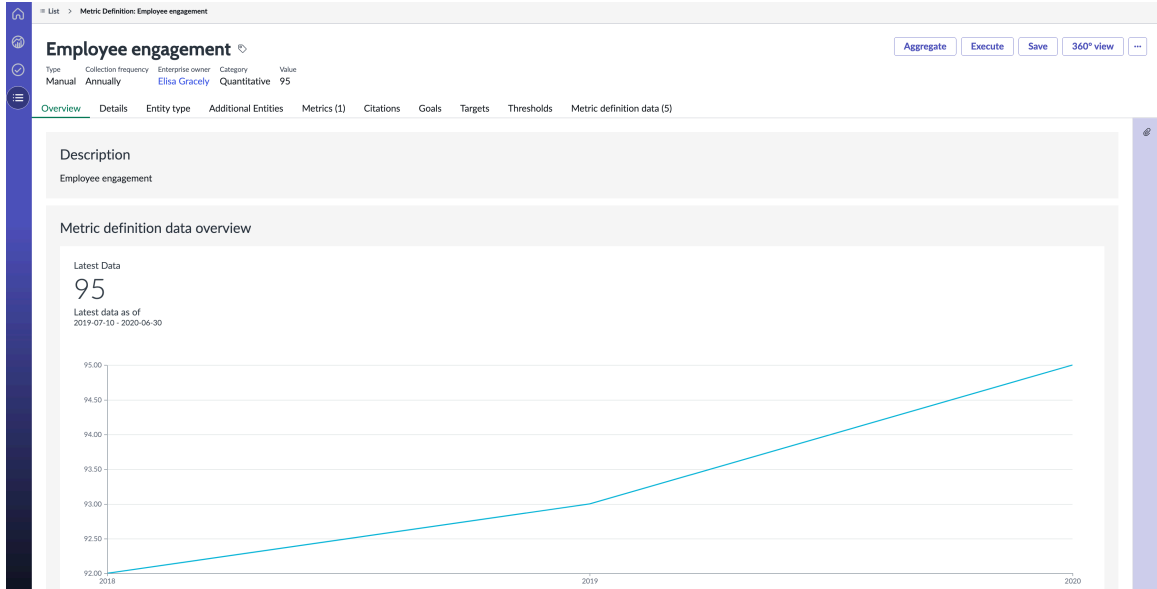 List > Metric Definition: Employee engagement
Employee engagement
Aggregate Execute Save 360° view ...
Type Collection frequency Enterprise owner Category Value
Manual Annually Elisa Gracely Quantitative 95
Overview Details Entity type Additional Entities Metrics (1) Citations Goals Targets Thresholds Metric definition data (5)
Description
Employee engagement
Metric definition data overview
Latest Data
95
Latest data as of
2019-07-10 - 2020-06-30
95.00
94.50
94.00
93.50
93.00
92.50
92.00
2018 2019 2020